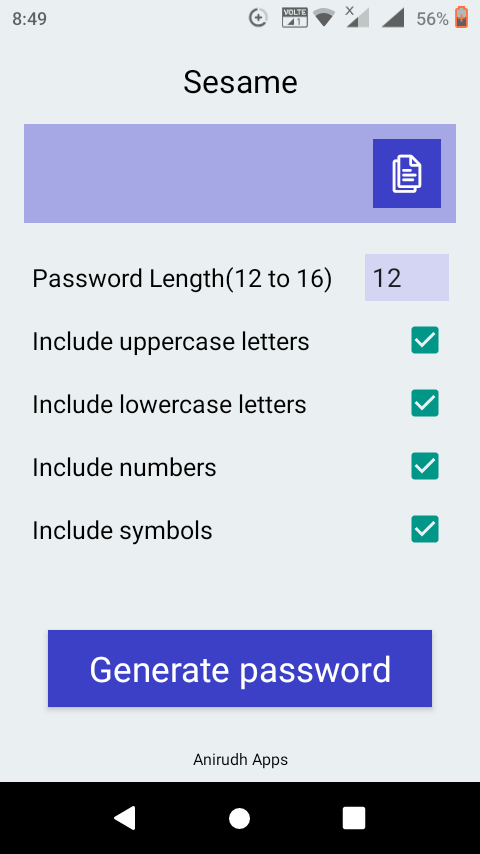 8:49 VOLTE 1 X 56%
Sesame
Password Length(12 to 16) 12
Include uppercase letters
Include lowercase letters
Include numbers
Include symbols
Generate password
Anirudh Apps